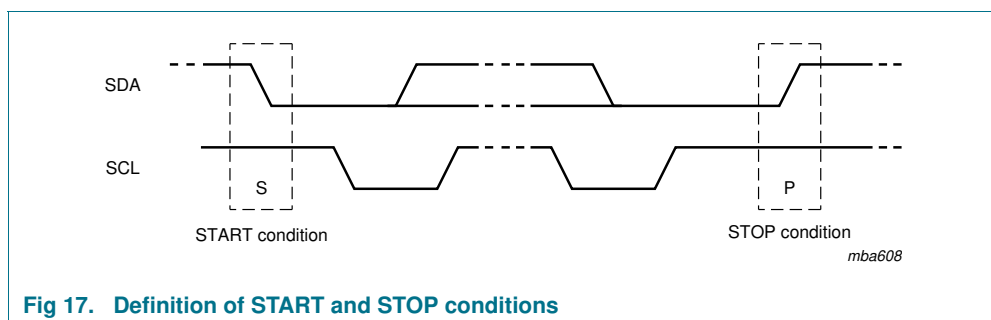 SDA
SCL
S
P
START condition
STOP condition
mba608
Fig 17. Definition of START and STOP conditions